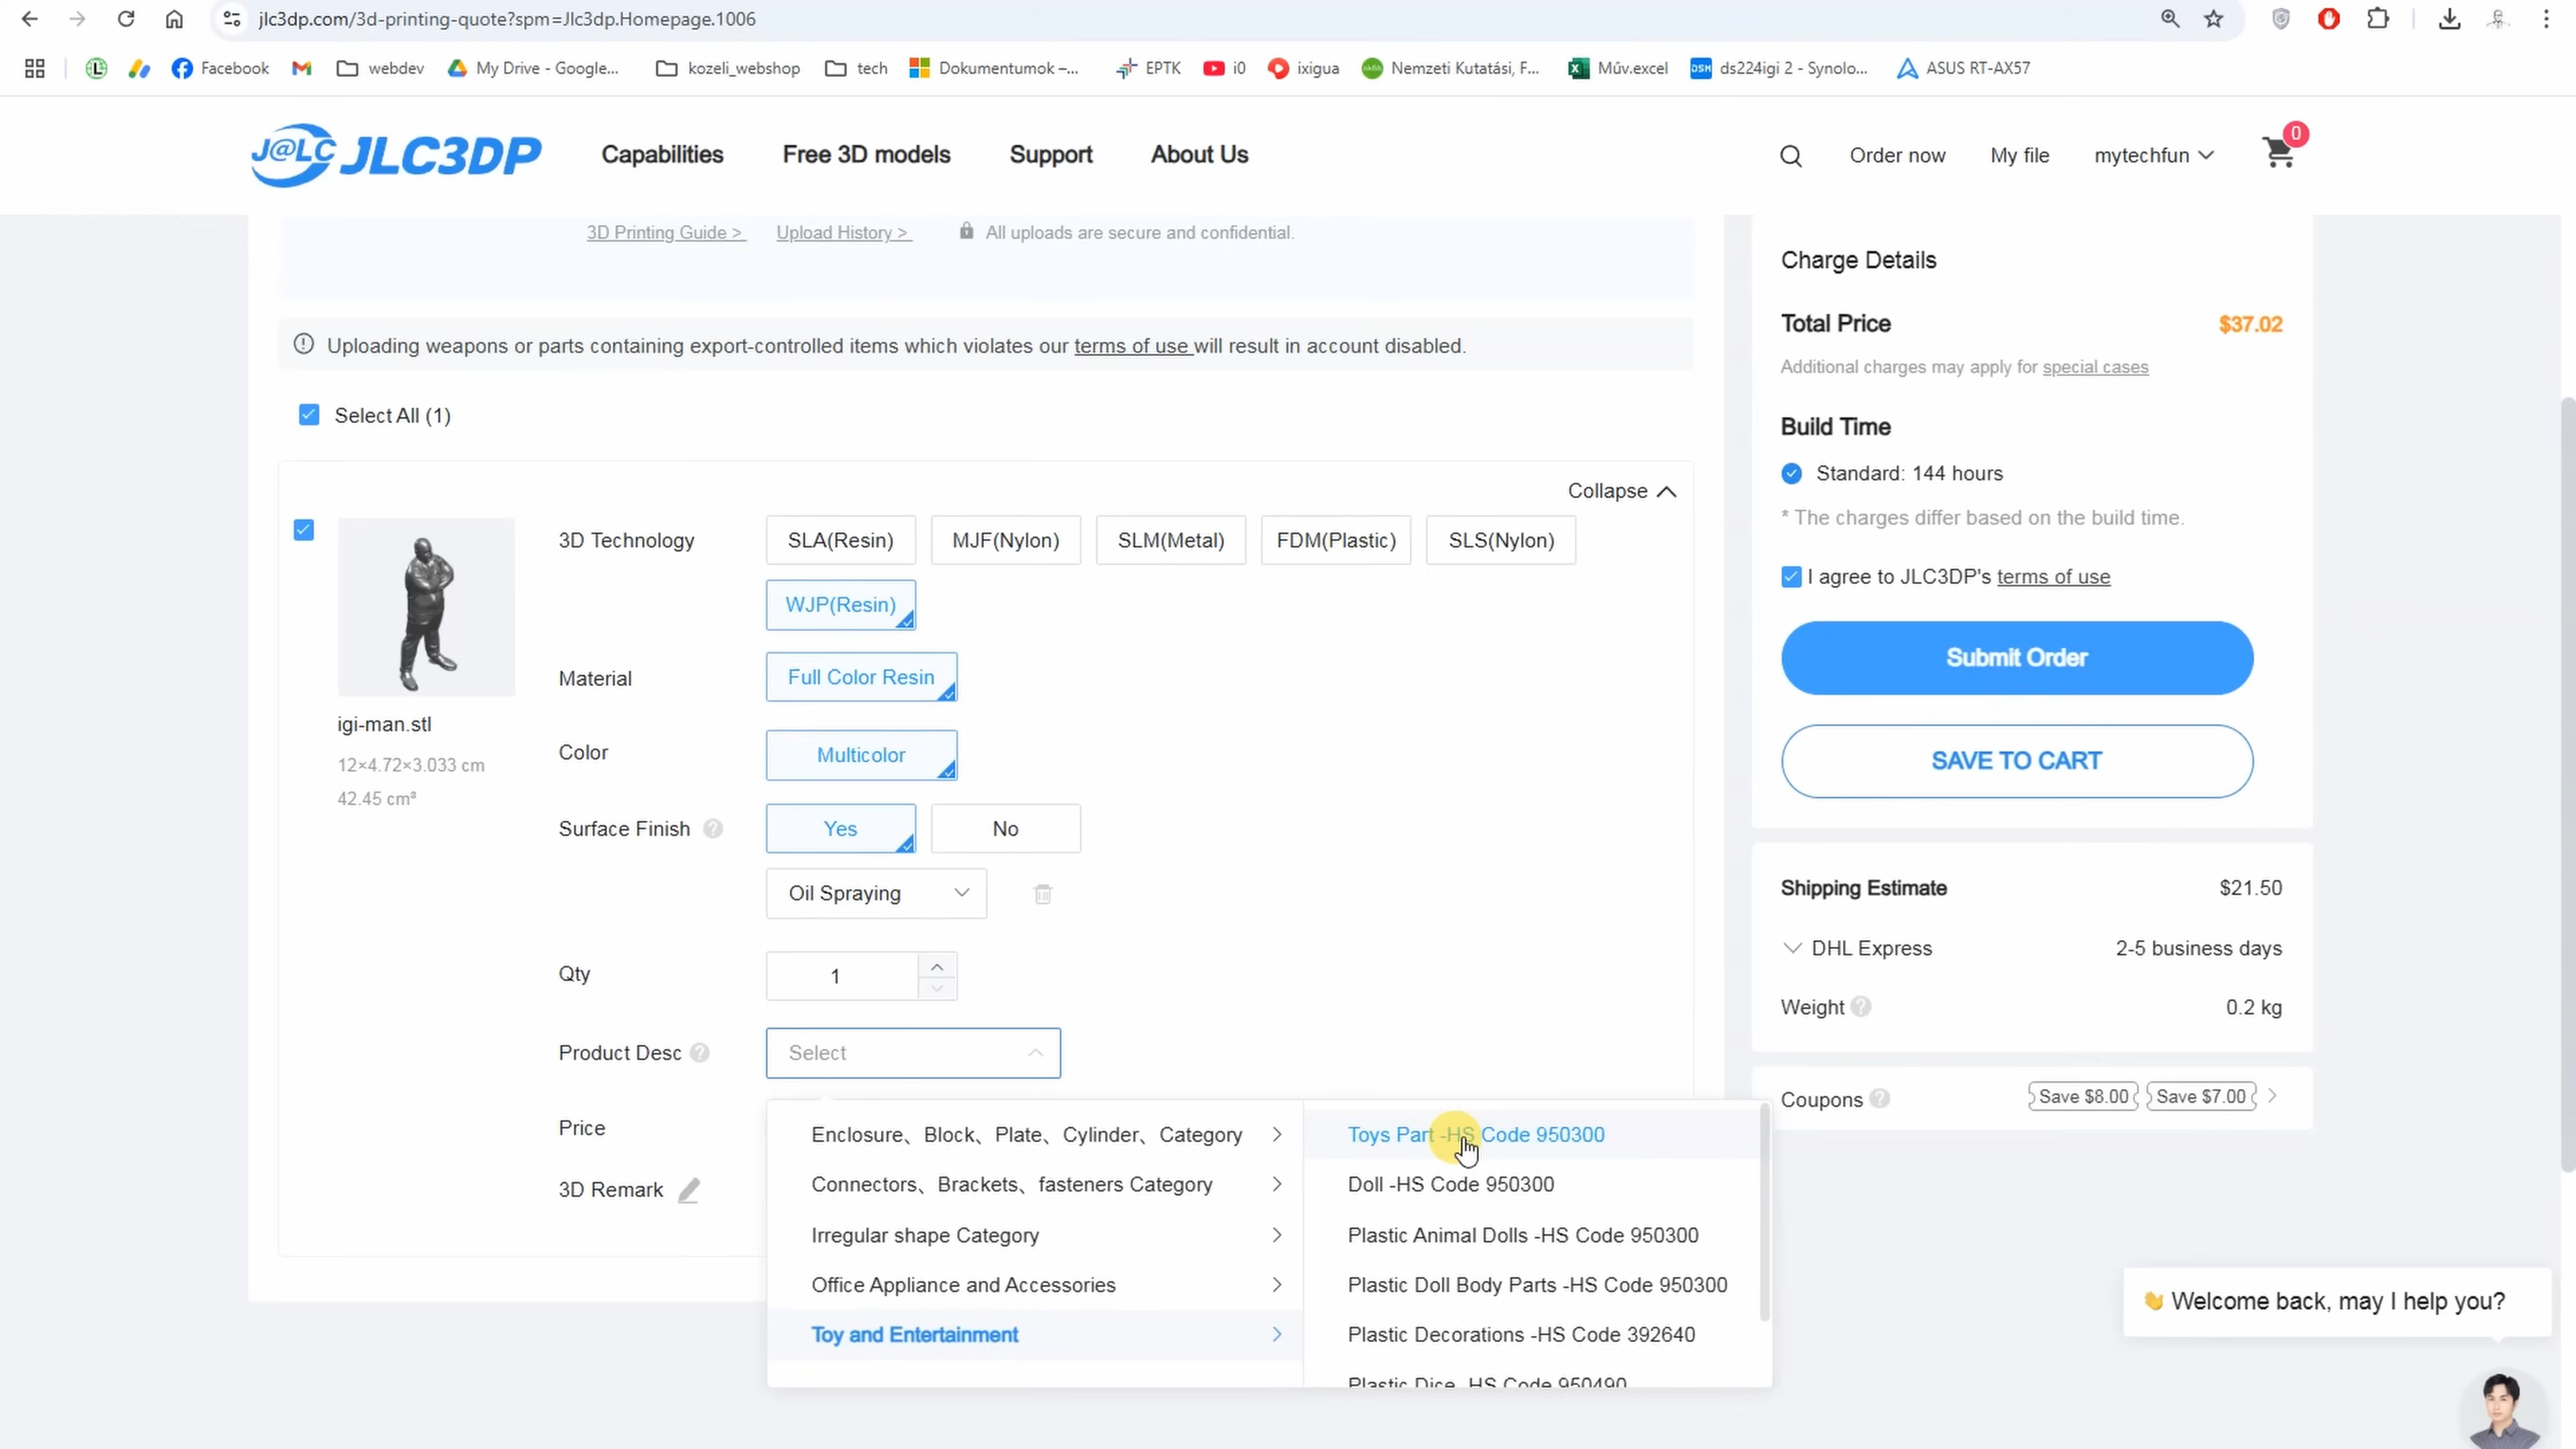 jlc3dp.com/3d-printing-quote?spm=Jlc3dp.Homepage.1006
Facebook
webdev
My Drive - Google...
kozeli_webshop
tech
Dokumentumok –...
EPTK
i0
ixigua
Nemzeti Kutatási, F...
Műv.excel
DSM
ds224igi 2 - Synolo...
ASUS RT-AX57
J@LC JLC3DP
Capabilities
Free 3D models
Support
About Us
Order now
My file
mytechfun
0
3D Printing Guide >
Upload History >
All uploads are secure and confidential.
Uploading weapons or parts containing export-controlled items which violates our terms of use will result in account disabled.
Select All (1)
Collapse
igi-man.stl
12×4.72×3.033 cm
42.45 cm³
3D Technology
SLA(Resin)
MJF(Nylon)
SLM(Metal)
FDM(Plastic)
SLS(Nylon)
WJP(Resin)
Material
Full Color Resin
Color
Multicolor
Surface Finish
Yes
No
Oil Spraying
Qty
1
Product Desc
Select
Price
3D Remark
Enclosure、Block、Plate、Cylinder、Category
Connectors、Brackets、fasteners Category
Irregular shape Category
Office Appliance and Accessories
Toy and Entertainment
Toys Part -HS Code 950300
Doll -HS Code 950300
Plastic Animal Dolls -HS Code 950300
Plastic Doll Body Parts -HS Code 950300
Plastic Decorations -HS Code 392640
Plastic Dice -HS Code 950490
Charge Details
Total Price
$37.02
Additional charges may apply for special cases
Build Time
Standard: 144 hours
* The charges differ based on the build time.
I agree to JLC3DP's terms of use
Submit Order
SAVE TO CART
Shipping Estimate
$21.50
DHL Express
2-5 business days
Weight
0.2 kg
Coupons
Save $8.00
Save $7.00
👋 Welcome back, may I help you?